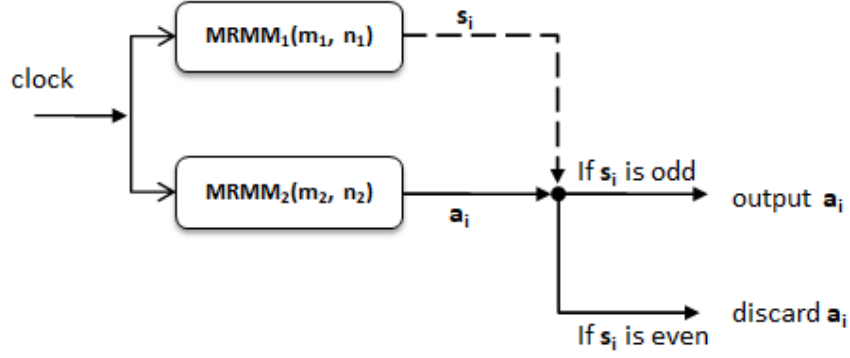 MRMM₁(m₁, n₁)
sᵢ
clock
MRMM₂(m₂, n₂)
aᵢ
If sᵢ is odd
output aᵢ
If sᵢ is even
discard aᵢ